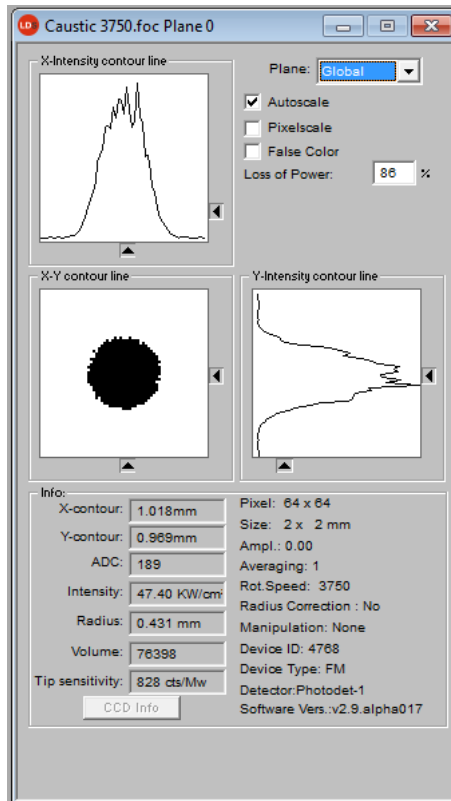 LD Caustic 3750.foc Plane 0
X-Intensity contour line
Plane: Global
Autoscale
Pixelscale
False Color
Loss of Power: 86 %
X-Y contour line
Y-Intensity contour line
Info:
X-contour: 1.018mm
Y-contour: 0.969mm
ADC: 189
Intensity: 47.40 KW/cm²
Radius: 0.431 mm
Volume: 76398
Tip sensitivity: 828 cts/Mw
CCD Info
Pixel: 64 x 64
Size: 2 x 2 mm
Ampl.: 0.00
Averaging: 1
Rot.Speed: 3750
Radius Correction : No
Manipulation: None
Device ID: 4768
Device Type: FM
Detector:Photodet-1
Software Vers.:v2.9.alpha017